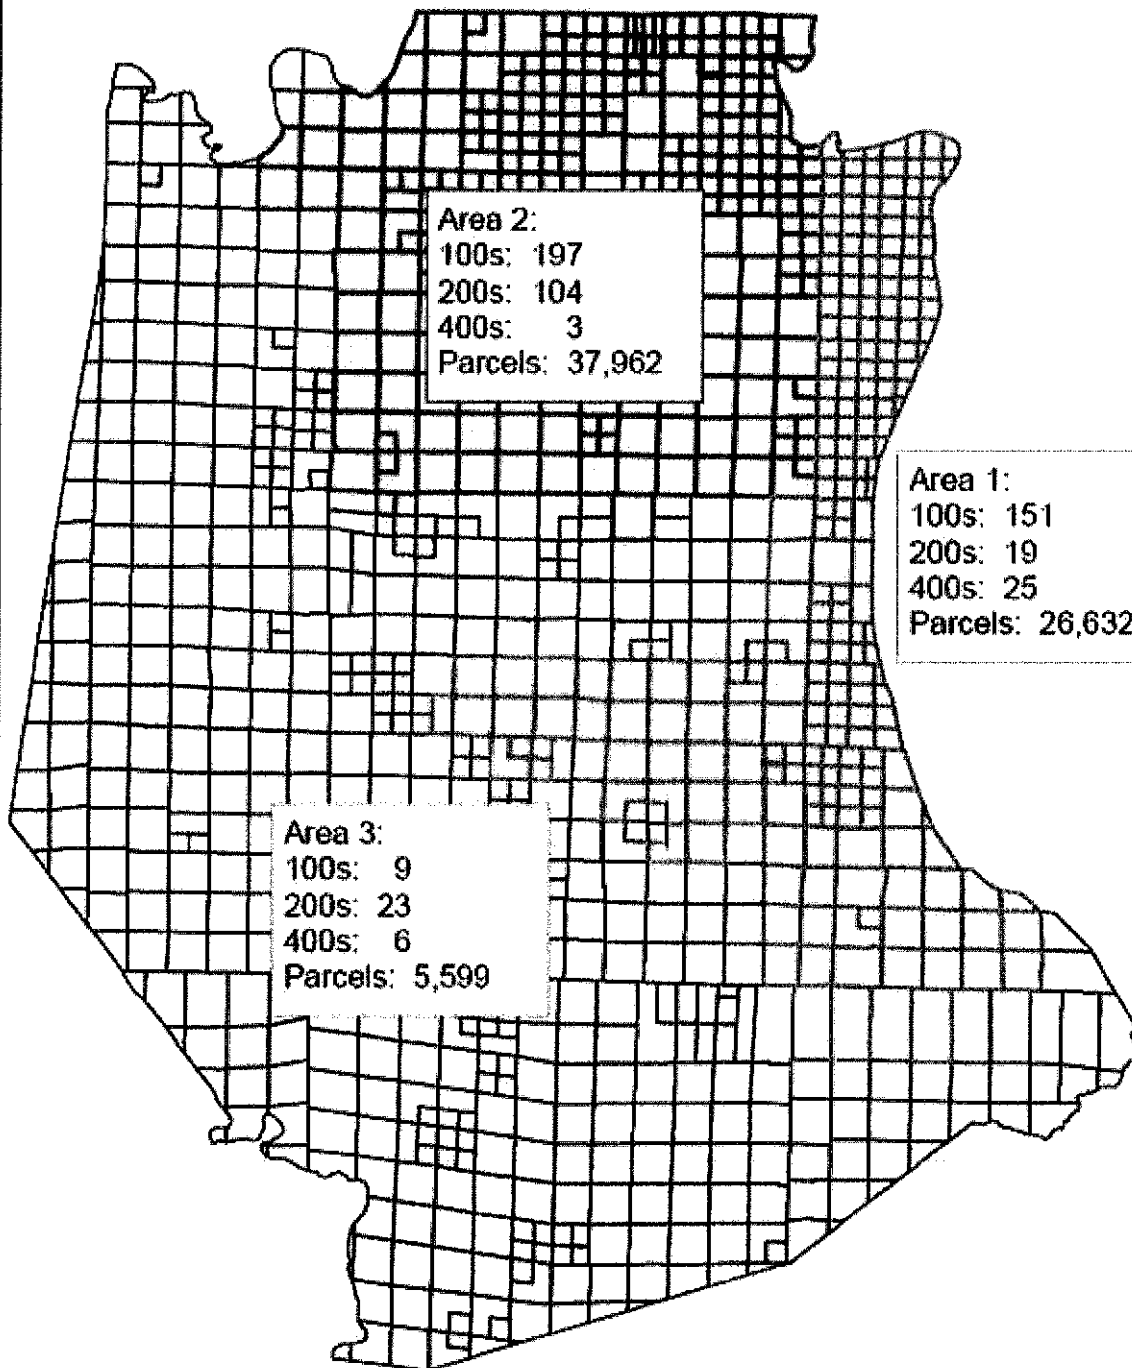 Area 2:
100s: 197
200s: 104
400s: 3
Parcels: 37,962
Area 1:
100s: 151
200s: 19
400s: 25
Parcels: 26,632
Area 3:
100s: 9
200s: 23
400s: 6
Parcels: 5,599